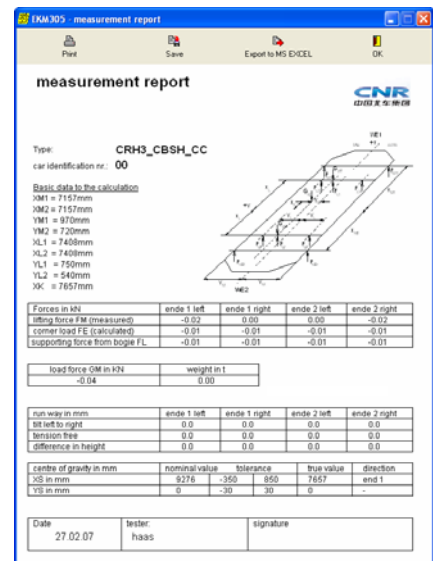 EKM305 - measurement report
Print Save Export to MS EXCEL OK
measurement report
CNR
中国北车集团
Type: CRH3_CBSH_CC
car identification nr.: 00
Basic data to the calculation
XM1 = 7157mm
XM2 = 7157mm
YM1 = 970mm
YM2 = 720mm
XL1 = 7408mm
XL2 = 7408mm
YL1 = 750mm
YL2 = 540mm
XK = 7657mm
WE1
WE2
Forces in kN ende 1 left ende 1 right ende 2 left ende 2 right
lifting force FM (measured) -0.02 0.00 0.00 -0.02
corner load FE (calculated) -0.01 -0.01 -0.01 -0.01
supporting force from bogie FL -0.01 -0.01 -0.01 -0.01
load force GM in KN weight in t
-0.04 0.00
run way in mm ende 1 left ende 1 right ende 2 left ende 2 right
tilt left to right 0.0 0.0 0.0 0.0
tension free 0.0 0.0 0.0 0.0
difference in height 0.0 0.0 0.0 0.0
centre of gravity in mm nominal value tolerance true value direction
XS in mm 9276 -350 850 7657 end 1
YS in mm 0 -30 30 0 -
Date tester: signature
27.02.07 haas